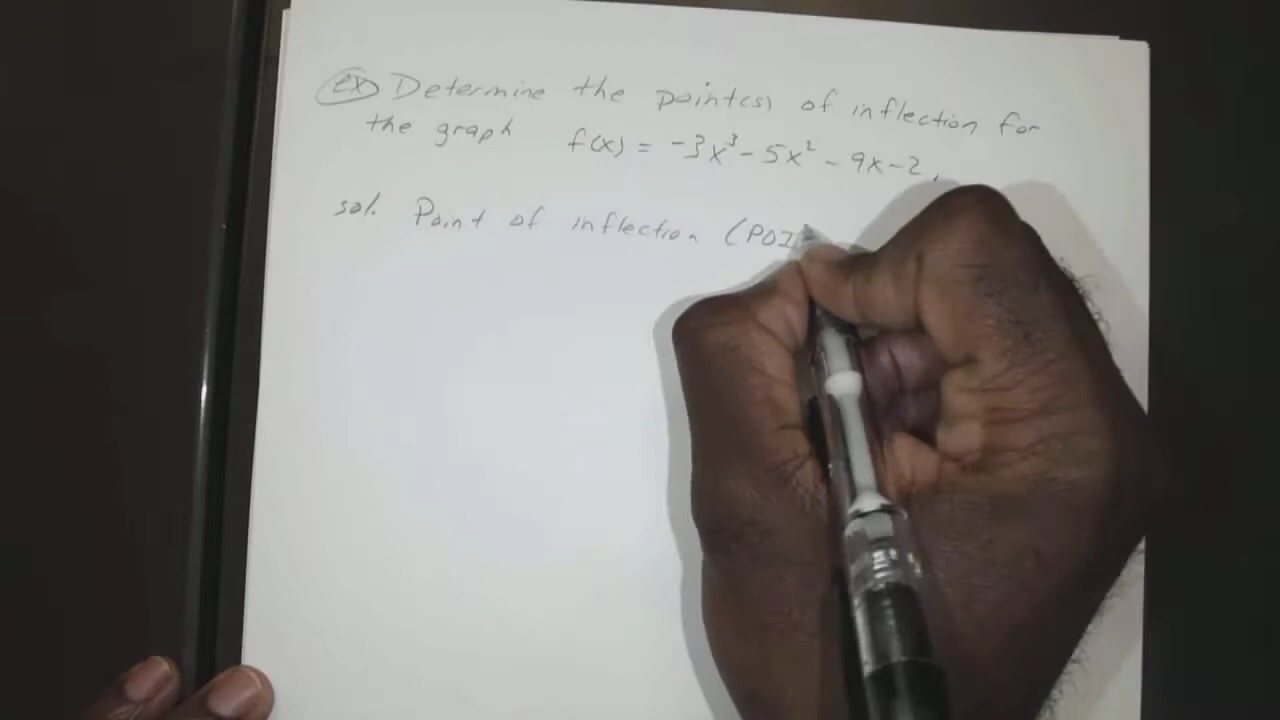 ex Determine the point(s) of inflection for
the graph f(x) = -3x³ - 5x² - 9x - 2.
sol. Point of inflection (POI)